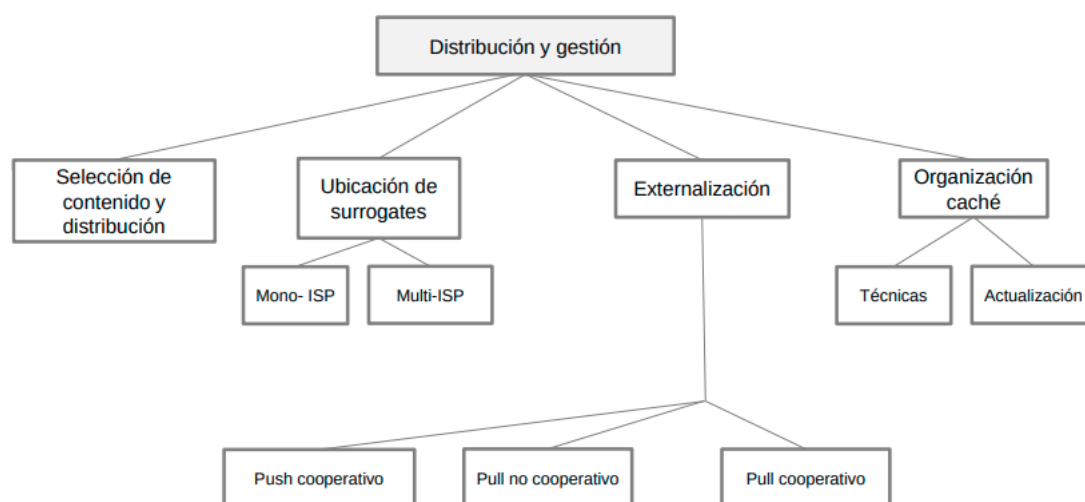 Distribución y gestión
Selección de
contenido y
distribución
Ubicación de
surrogates
Externalización
Organización
caché
Mono- ISP
Multi-ISP
Técnicas
Actualización
Push cooperativo
Pull no cooperativo
Pull cooperativo